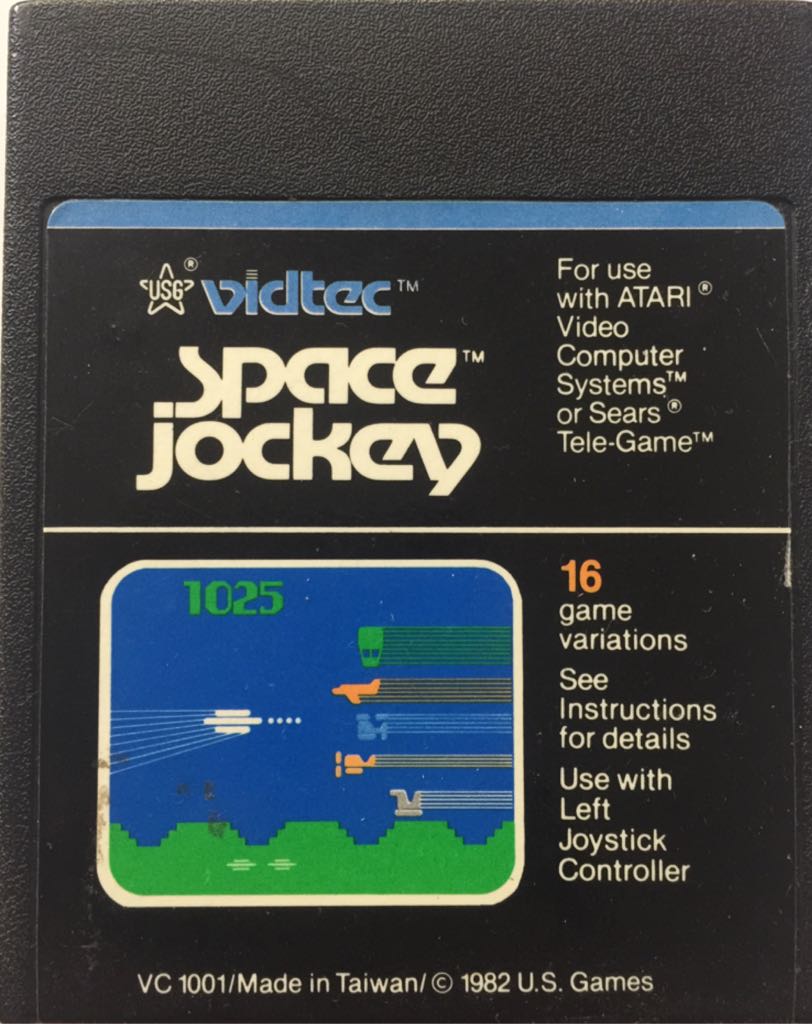 USG® vidtec™
space™
jockey
For use
with ATARI®
Video
Computer
Systems™
or Sears®
Tele-Game™
1025
16
game
variations
See
Instructions
for details
Use with
Left
Joystick
Controller
VC 1001/Made in Taiwan/© 1982 U.S. Games